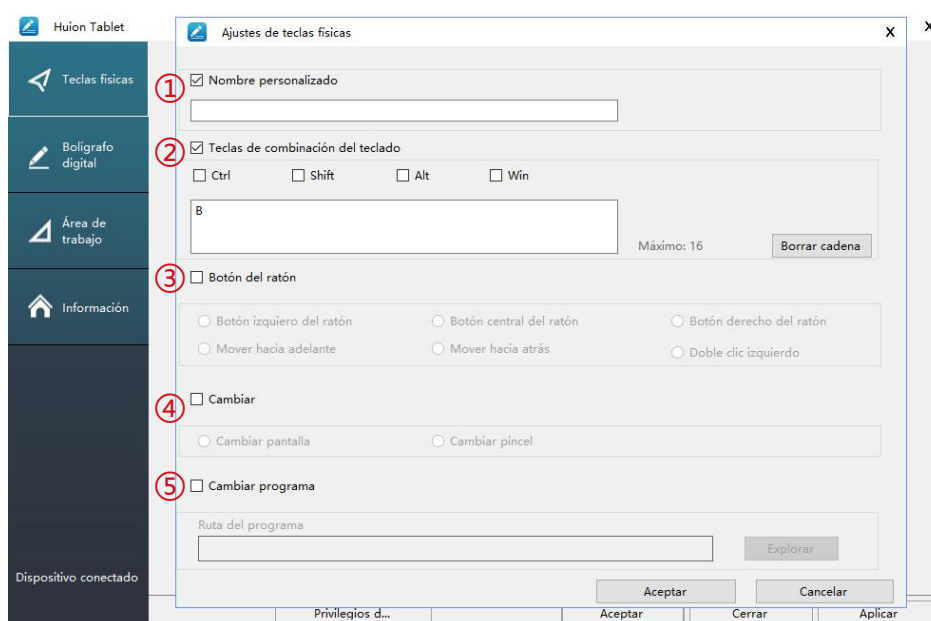 Huion Tablet
Ajustes de teclas físicas
X
X
Teclas físicas
Bolígrafo
digital
Área de
trabajo
Información
Dispositivo conectado
① Nombre personalizado
② Teclas de combinación del teclado
Ctrl Shift Alt Win
B
Máximo: 16 Borrar cadena
③ Botón del ratón
Botón izquiero del ratón Botón central del ratón Botón derecho del ratón
Mover hacia adelante Mover hacia atrás Doble clic izquierdo
④ Cambiar
Cambiar pantalla Cambiar pincel
⑤ Cambiar programa
Ruta del programa
Explorar
Aceptar Cancelar
Privilegios d... Aceptar Cerrar Aplicar